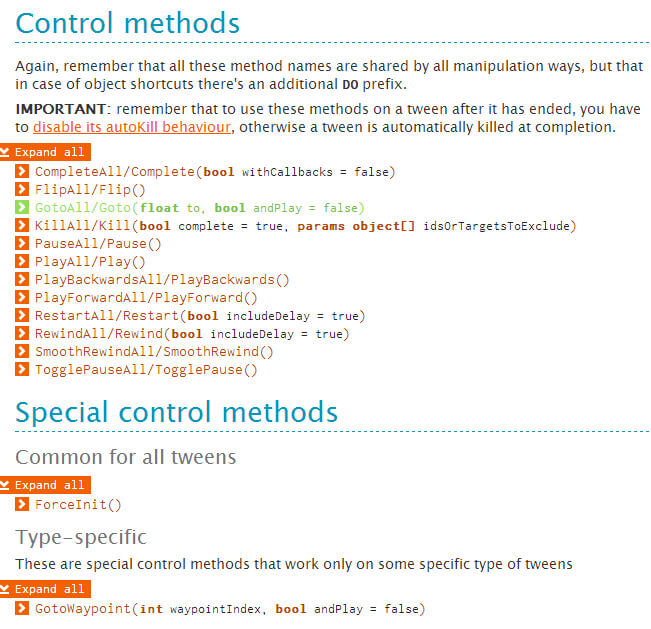 Control methods
Again, remember that all these method names are shared by all manipulation ways, but that
in case of object shortcuts there's an additional DO prefix.
IMPORTANT: remember that to use these methods on a tween after it has ended, you have
to disable its autoKill behaviour, otherwise a tween is automatically killed at completion.
Expand all
CompleteAll/Complete(bool withCallbacks = false)
FlipAll/Flip()
GotoAll/Goto(float to, bool andPlay = false)
KillAll/Kill(bool complete = true, params object[] idsOrTargetsToExclude)
PauseAll/Pause()
PlayAll/Play()
PlayBackwardsAll/PlayBackwards()
PlayForwardAll/PlayForward()
RestartAll/Restart(bool includeDelay = true)
RewindAll/Rewind(bool includeDelay = true)
SmoothRewindAll/SmoothRewind()
TogglePauseAll/TogglePause()
Special control methods
Common for all tweens
Expand all
ForceInit()
Type-specific
These are special control methods that work only on some specific type of tweens
Expand all
GotoWaypoint(int waypointIndex, bool andPlay = false)